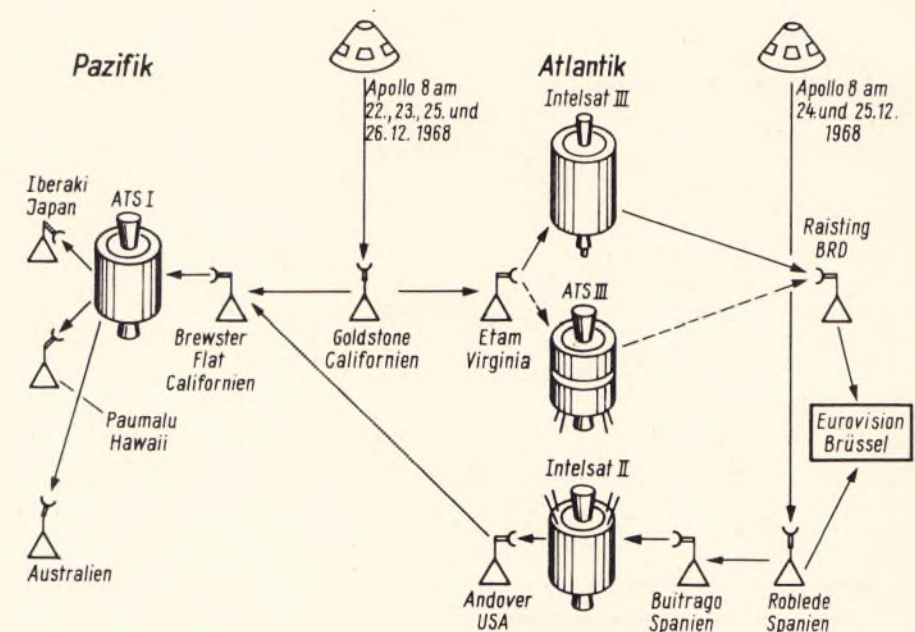 Pazifik
Apollo 8 am
22., 23., 25. und
26. 12. 1968
Atlantik
Intelsat III
Apollo 8 am
24. und 25.12.
1968
Iberaki
Japan
ATS I
Raisting
BRD
Brewster
Flat
Californien
Goldstone
Californien
Etam
Virginia
ATS III
Paumalu
Hawaii
Eurovision
Brüssel
Intelsat II
Australien
Andover
USA
Buitrago
Spanien
Roblede
Spanien